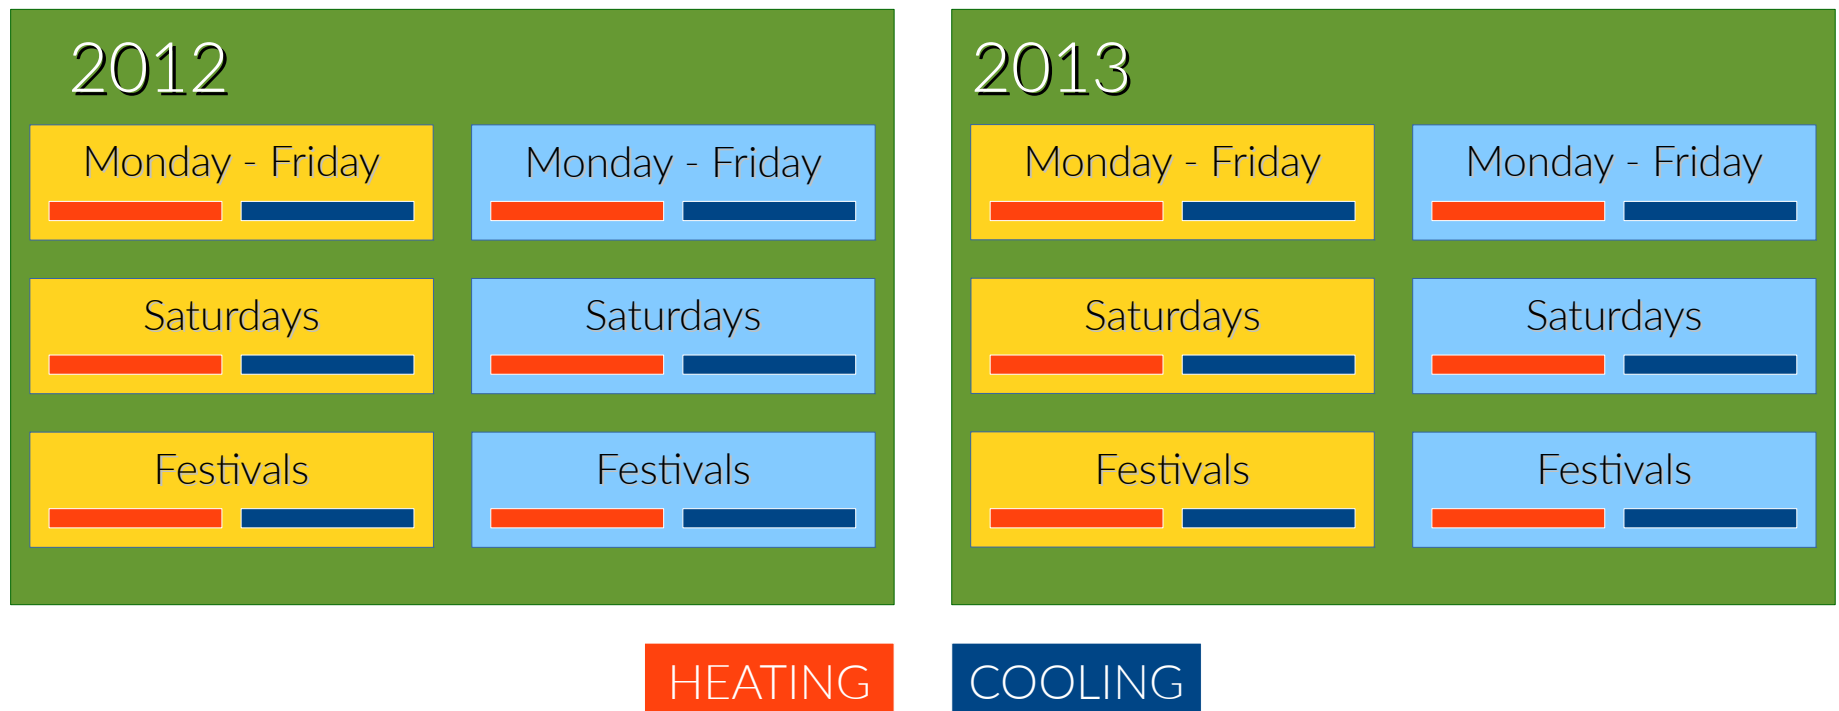 2012
Monday - Friday
Monday - Friday
Saturdays
Saturdays
Festivals
Festivals
2013
Monday - Friday
Monday - Friday
Saturdays
Saturdays
Festivals
Festivals
HEATING
COOLING